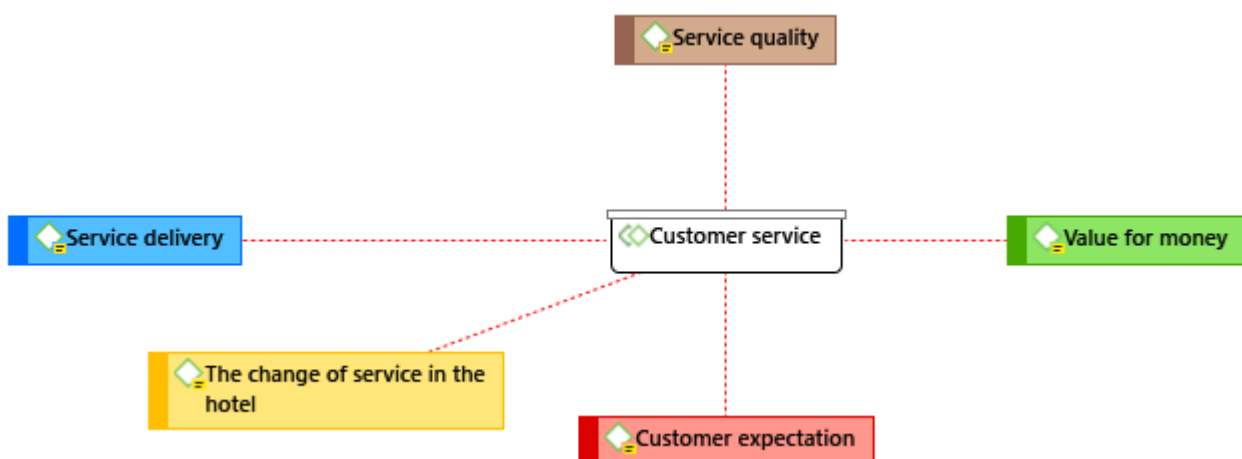 Service quality
Service delivery
Customer service
Value for money
The change of service in the
hotel
Customer expectation